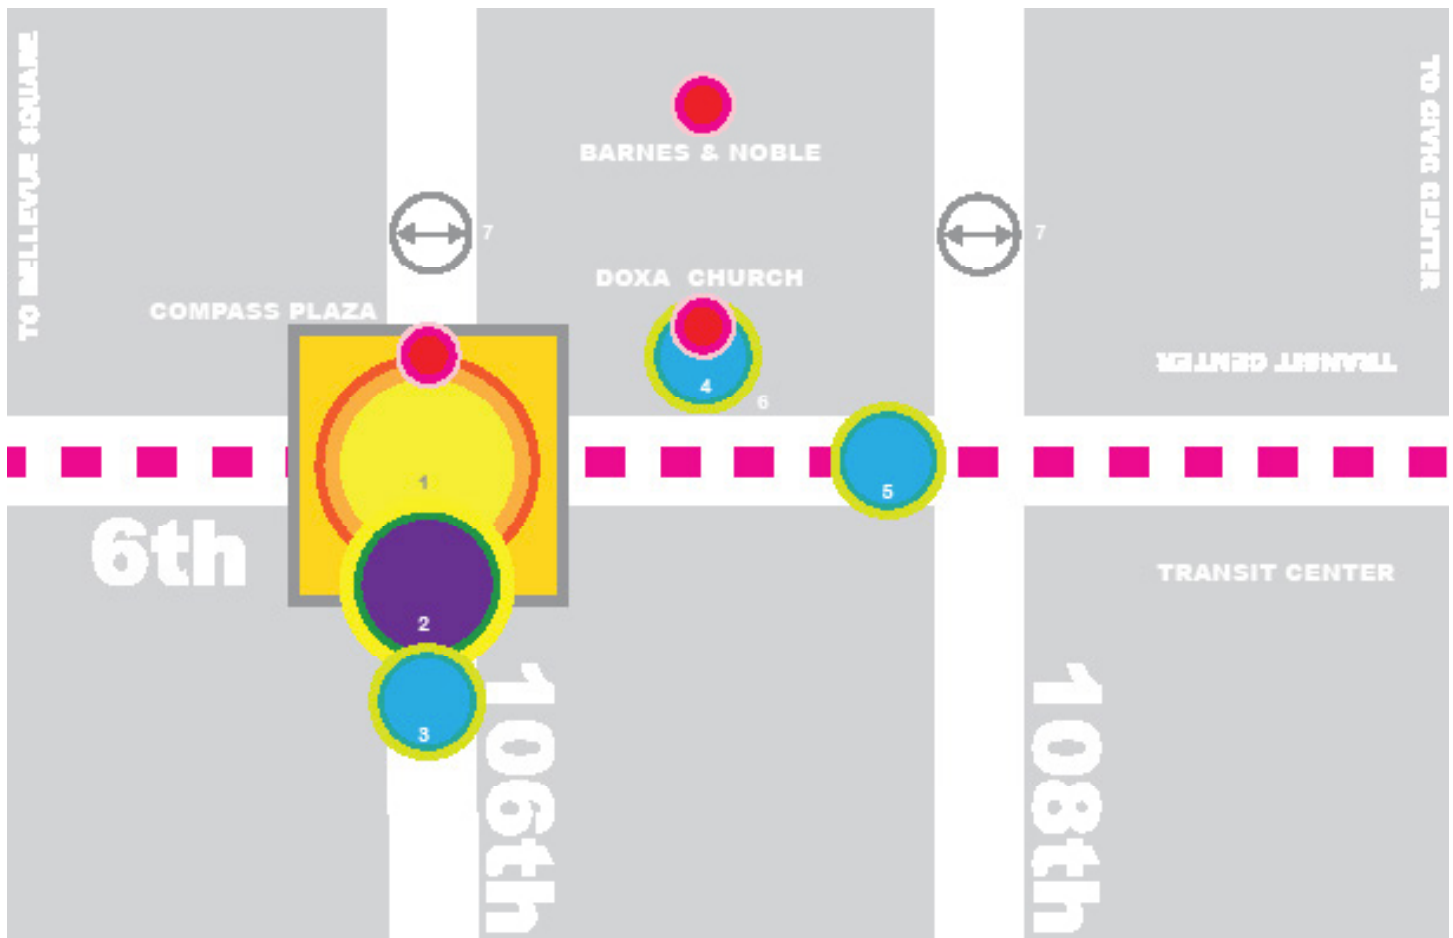 TO BELLEVUE SQUARE
TO CIVIC CENTER
BARNES & NOBLE
7
7
DOXA CHURCH
COMPASS PLAZA
TRANSIT CENTER
4
6
1
5
6th
TRANSIT CENTER
2
3
106th
108th